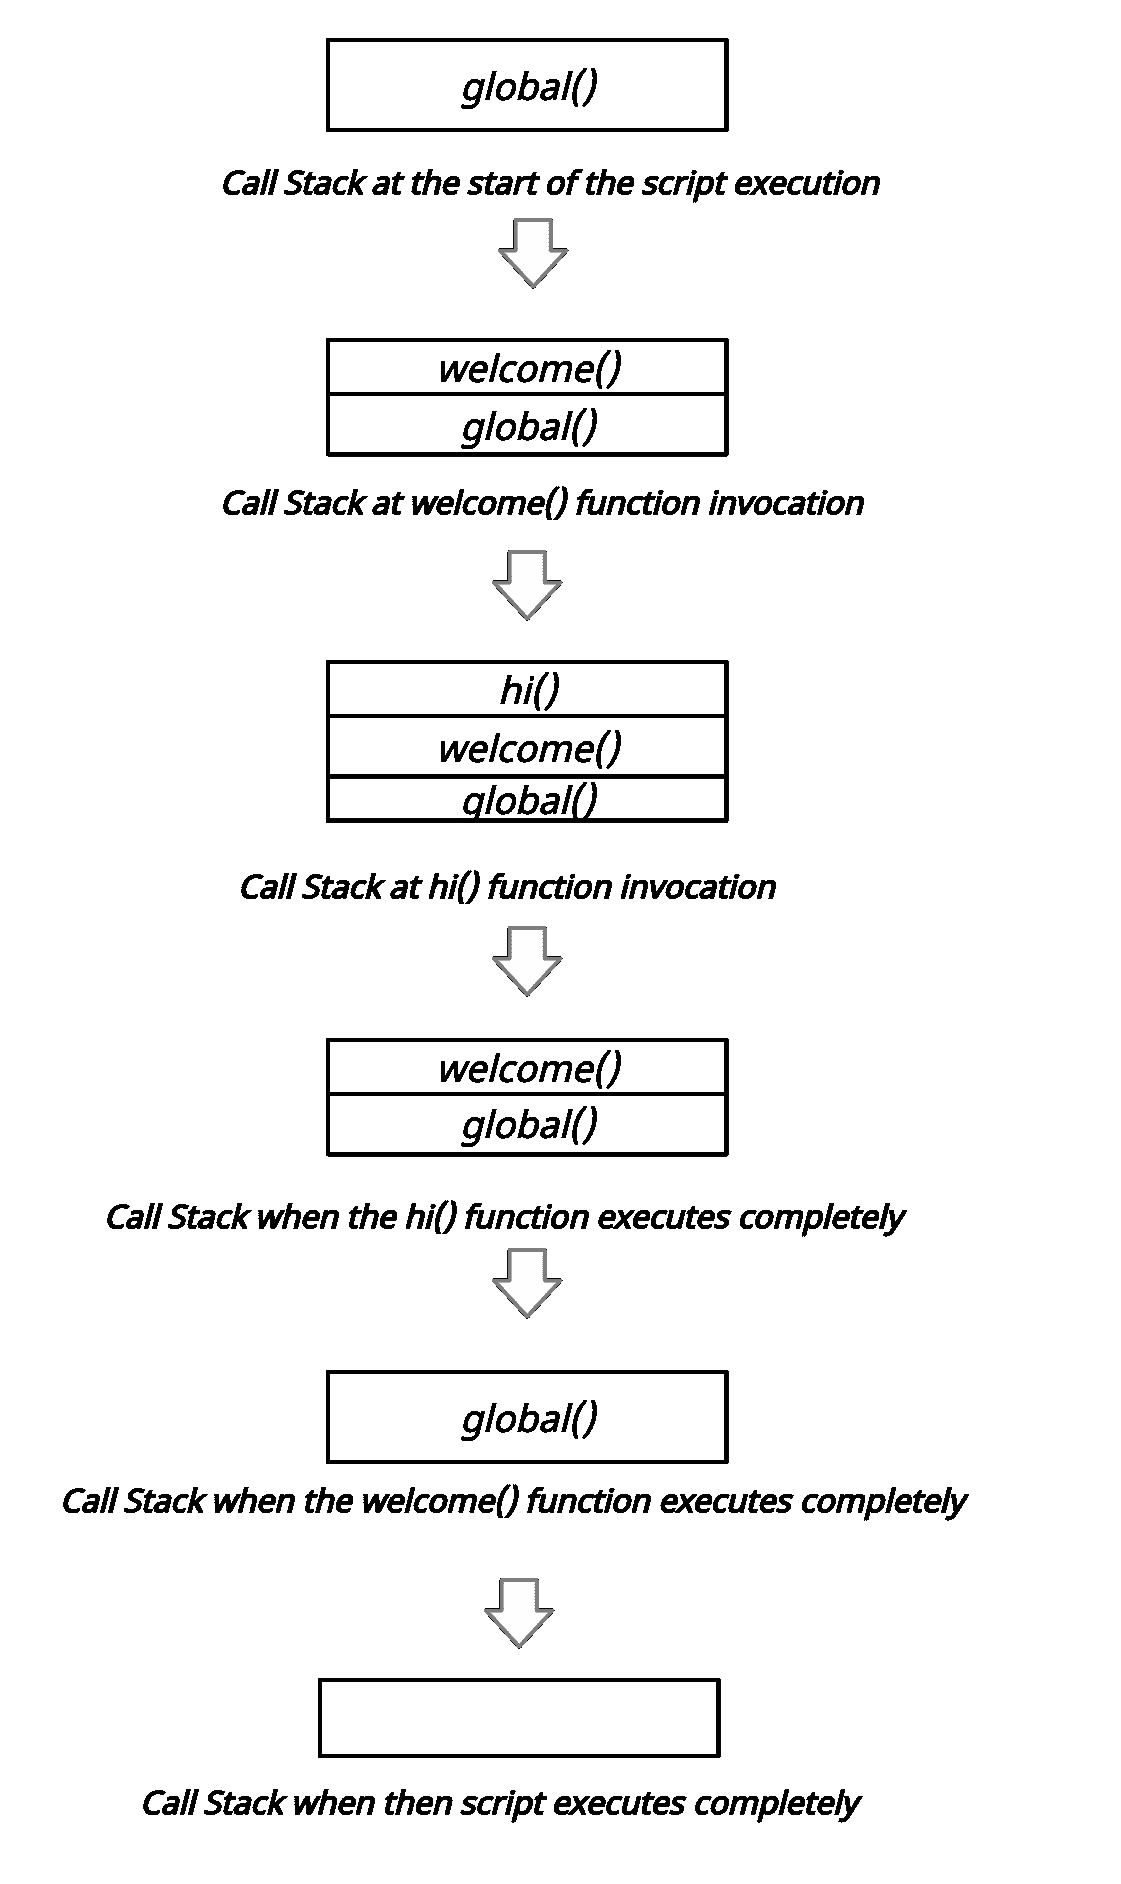 global()
Call Stack at the start of the script execution
welcome()
global()
Call Stack at welcome() function invocation
hi()
welcome()
global()
Call Stack at hi() function invocation
welcome()
global()
Call Stack when the hi() function executes completely
global()
Call Stack when the welcome() function executes completely
Call Stack when then script executes completely